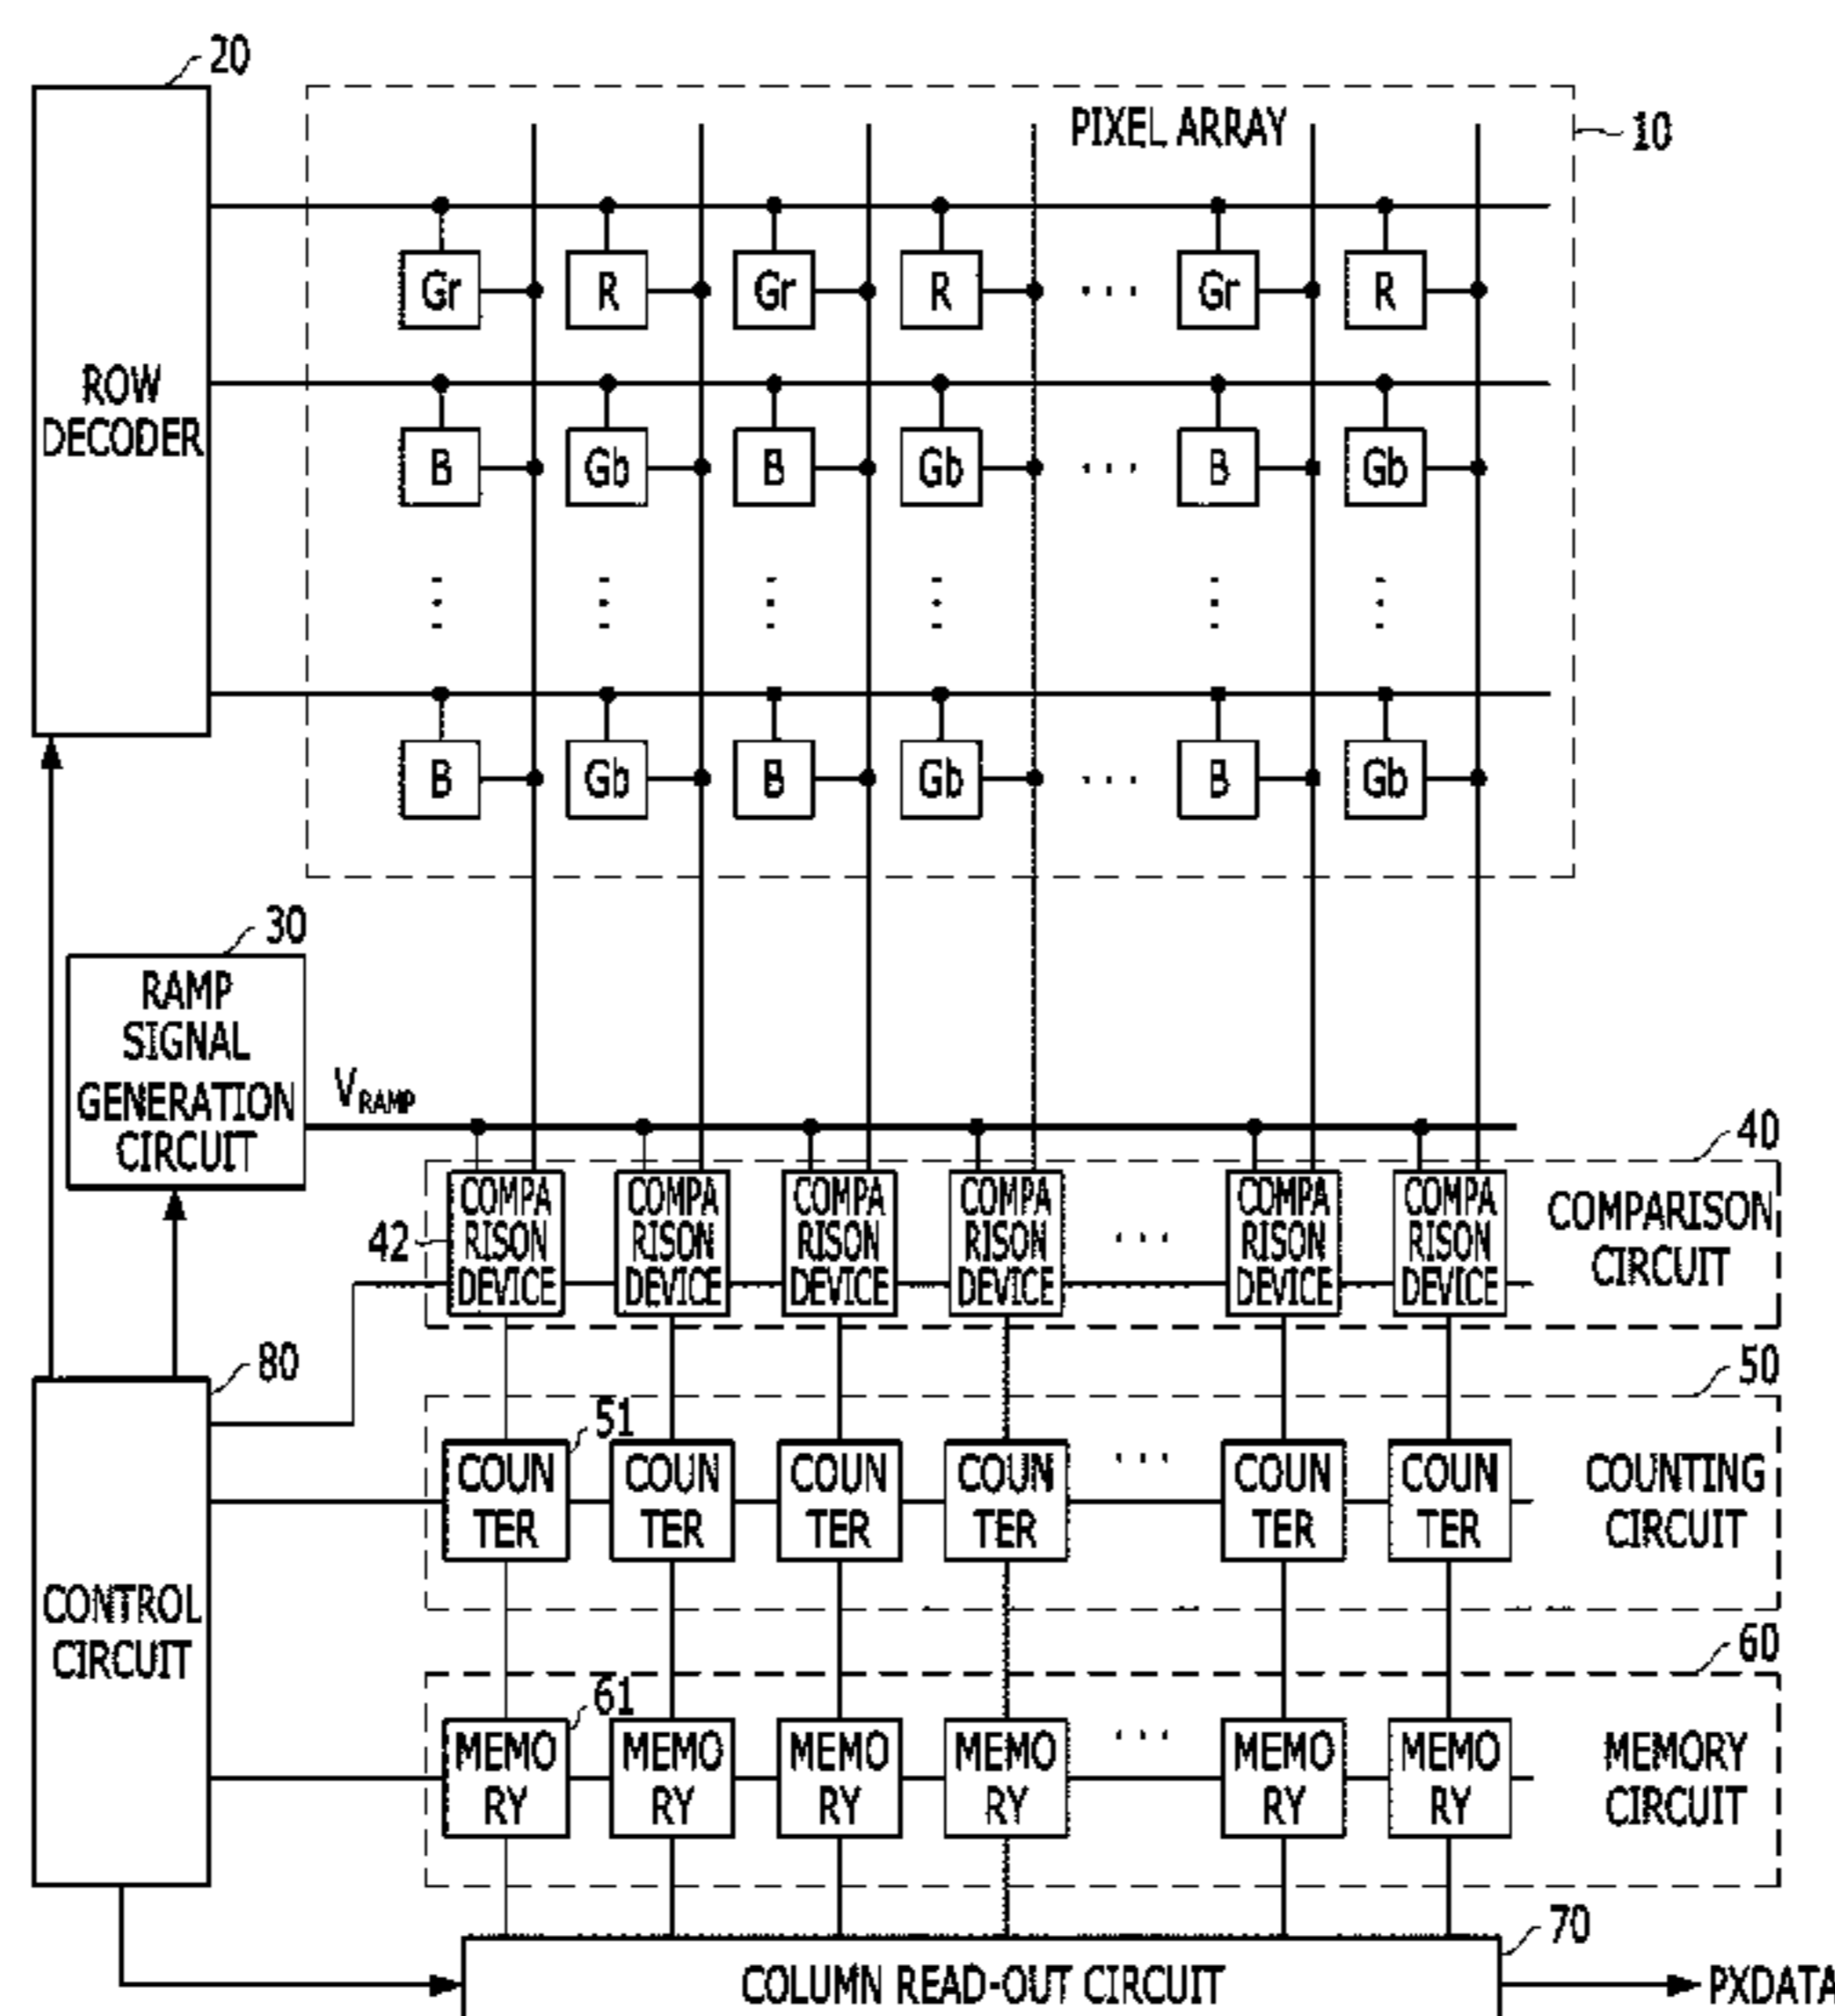 20
PIXEL ARRAY
10
Gr R Gr R ... Gr R
ROW
DECODER
B Gb B Gb ... B Gb
B Gb B Gb ... B Gb
30
RAMP
SIGNAL
GENERATION
CIRCUIT
VRAMP
40
42
COMPA COMPA COMPA COMPA COMPA COMPA
RISON RISON RISON RISON ... RISON RISON
DEVICE DEVICE DEVICE DEVICE DEVICE DEVICE
COMPARISON
CIRCUIT
80
50
51
COUN COUN COUN COUN ... COUN COUN
TER TER TER TER TER TER
COUNTING
CIRCUIT
CONTROL
CIRCUIT
60
61
MEMO MEMO MEMO MEMO ... MEMO MEMO
RY RY RY RY RY RY
MEMORY
CIRCUIT
70
COLUMN READ-OUT CIRCUIT
PXDATA